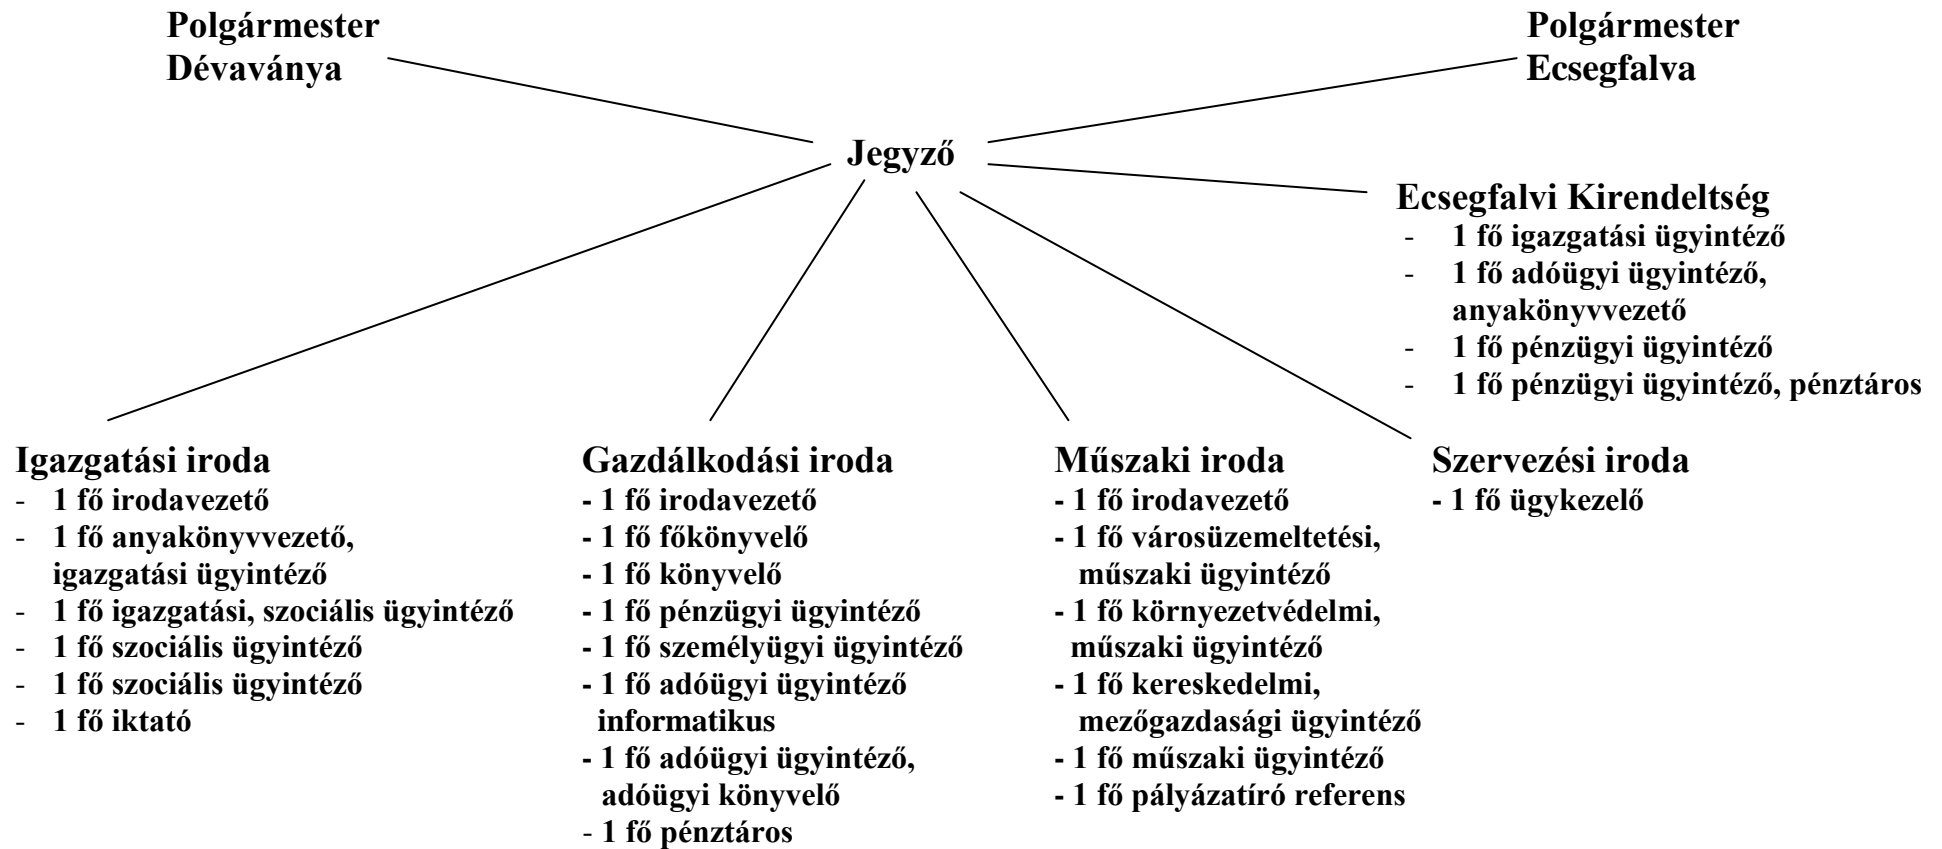 Polgármester
Dévaványa
Polgármester
Ecsegfalva
Jegyző
Ecsegfalvi Kirendeltség
- 1 fő igazgatási ügyintéző
- 1 fő adóügyi ügyintéző,
anyakönyvvezető
- 1 fő pénzügyi ügyintéző
- 1 fő pénzügyi ügyintéző, pénztáros
Igazgatási iroda
- 1 fő irodavezető
- 1 fő anyakönyvvezető,
igazgatási ügyintéző
- 1 fő igazgatási, szociális ügyintéző
- 1 fő szociális ügyintéző
- 1 fő szociális ügyintéző
- 1 fő iktató
Gazdálkodási iroda
- 1 fő irodavezető
- 1 fő főkönyvelő
- 1 fő könyvelő
- 1 fő pénzügyi ügyintéző
- 1 fő személyügyi ügyintéző
- 1 fő adóügyi ügyintéző
informatikus
- 1 fő adóügyi ügyintéző,
adóügyi könyvelő
- 1 fő pénztáros
Műszaki iroda
- 1 fő irodavezető
- 1 fő városüzemeltetési,
műszaki ügyintéző
- 1 fő környezetvédelmi,
műszaki ügyintéző
- 1 fő kereskedelmi,
mezőgazdasági ügyintéző
- 1 fő műszaki ügyintéző
- 1 fő pályázatíró referens
Szervezési iroda
- 1 fő ügykezelő